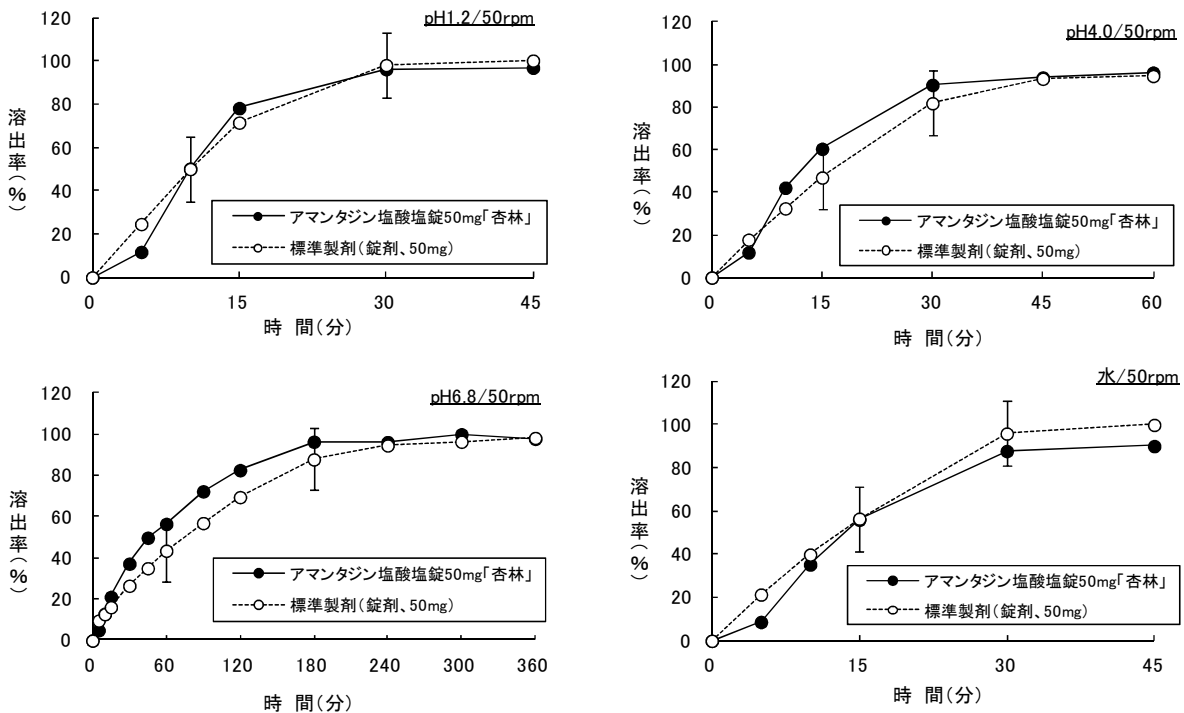 pH1.2/50rpm
120
100
80
60
40
20
0
溶出率(%)
アマンタジン塩酸塩錠50mg「杏林」
標準製剤(錠剤、50mg)
0 15 30 45
時 間(分)
pH4.0/50rpm
120
100
80
60
40
20
0
溶出率(%)
アマンタジン塩酸塩錠50mg「杏林」
標準製剤(錠剤、50mg)
0 15 30 45 60
時 間(分)
pH6.8/50rpm
120
100
80
60
40
20
0
溶出率(%)
アマンタジン塩酸塩錠50mg「杏林」
標準製剤(錠剤、50mg)
0 60 120 180 240 300 360
時 間(分)
水/50rpm
120
100
80
60
40
20
0
溶出率(%)
アマンタジン塩酸塩錠50mg「杏林」
標準製剤(錠剤、50mg)
0 15 30 45
時 間(分)